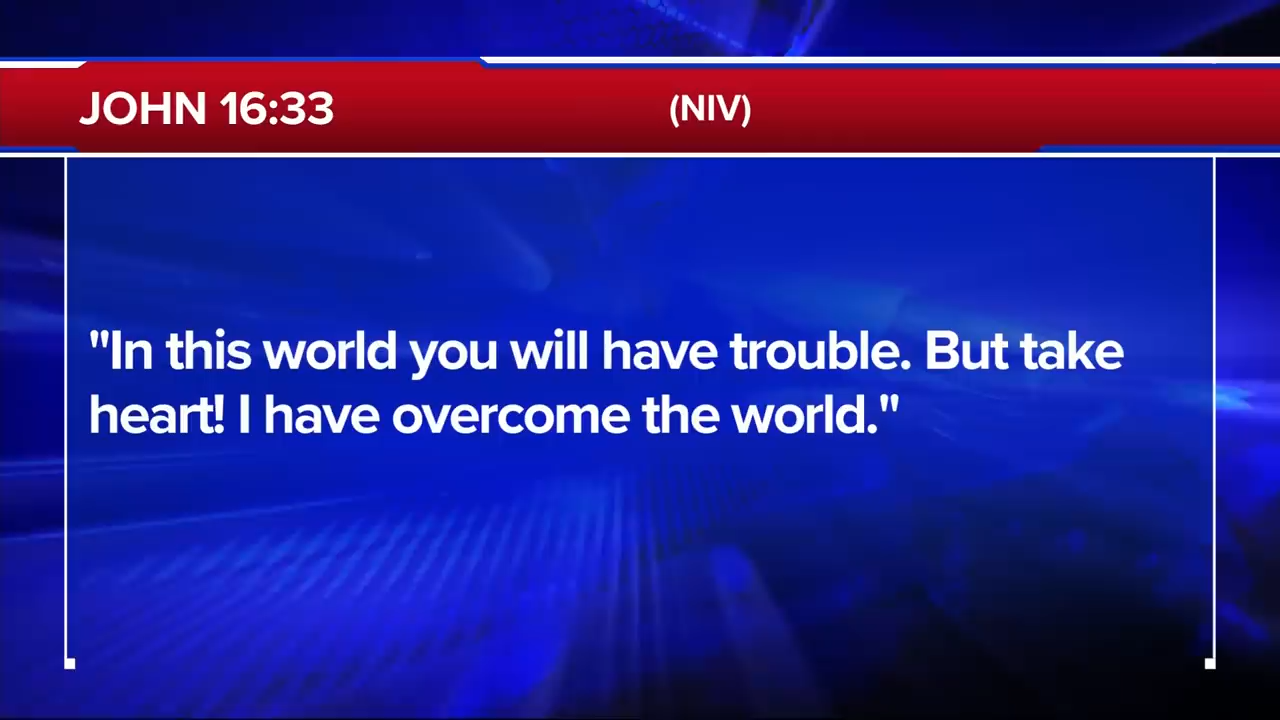 JOHN 16:33 (NIV)
"In this world you will have trouble. But take
heart! I have overcome the world."